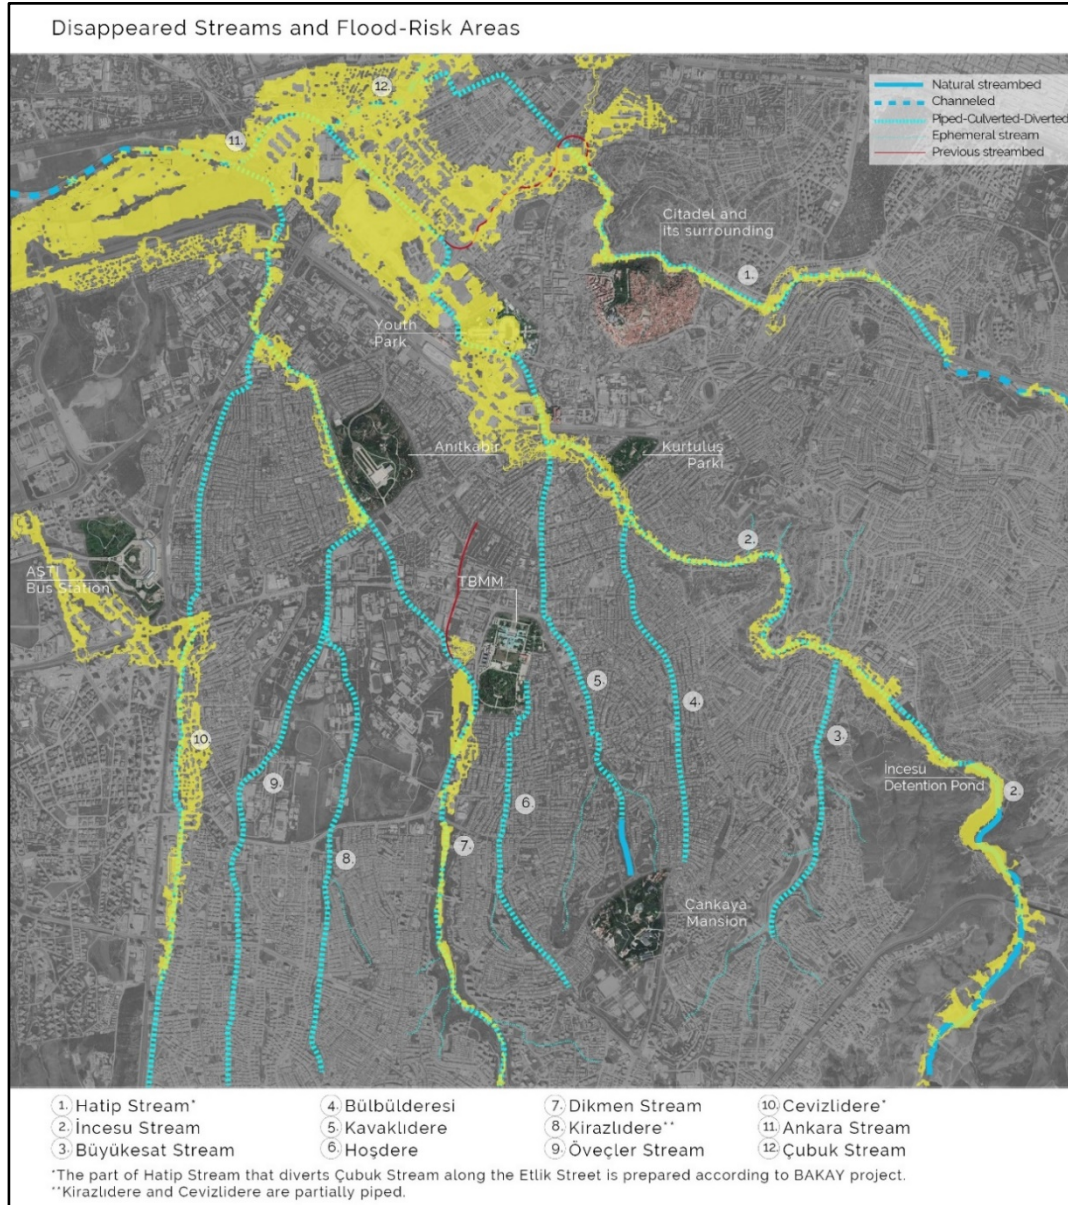 Disappeared Streams and Flood-Risk Areas
Natural streambed
Channeled
Piped-Culverted-Diverted
Ephemeral stream
Previous streambed
12.
11.
Citadel and
its surrounding
1.
Youth
Park
Anıtkabir
Kurtuluş
Parkı
2.
AŞTİ
Bus Station
TBMM
5.
4.
10.
3.
9.
6.
İncesu
Detention Pond
2.
7.
8.
Çankaya
Mansion
1. Hatip Stream*
2. İncesu Stream
3. Büyükesat Stream
4. Bülbülderesi
5. Kavaklıdere
6. Hoşdere
7. Dikmen Stream
8. Kirazlıdere**
9. Öveçler Stream
10. Cevizlidere*
11. Ankara Stream
12. Çubuk Stream
*The part of Hatip Stream that diverts Çubuk Stream along the Etlik Street is prepared according to BAKAY project.
**Kirazlıdere and Cevizlidere are partially piped.